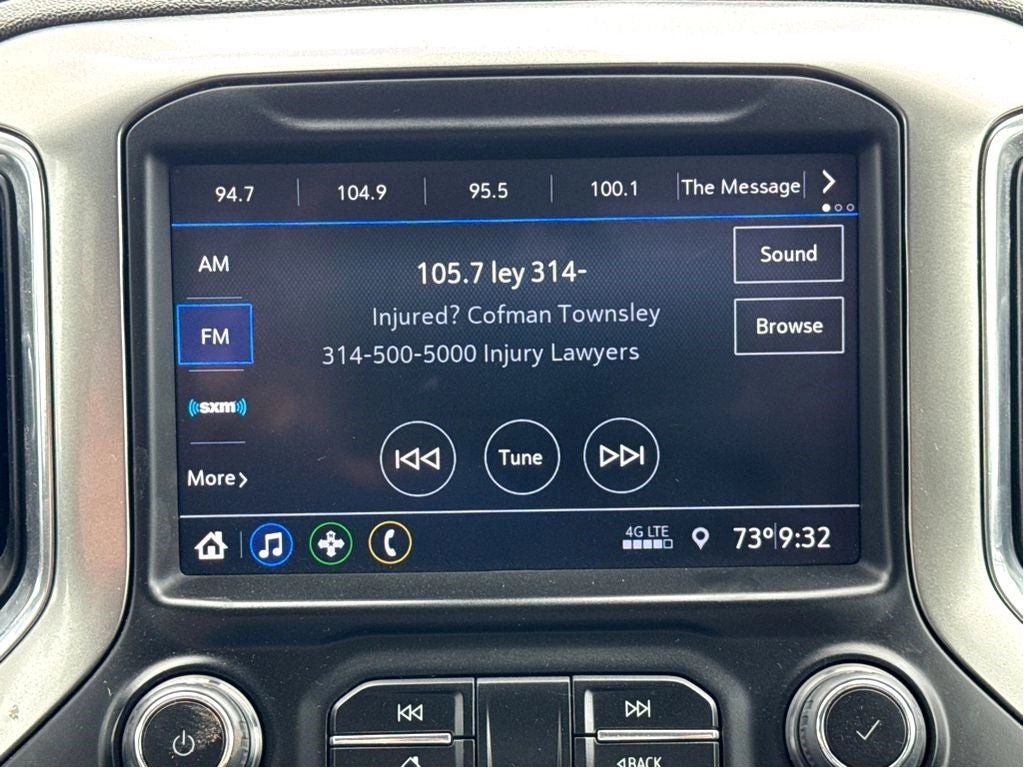 94.7 104.9 95.5 100.1 The Message
AM
105.7 ley 314-
Sound
Injured? Cofman Townsley
FM
Browse
314-500-5000 Injury Lawyers
sxm
Tune
More
4G LTE
73° 9:32
BACK